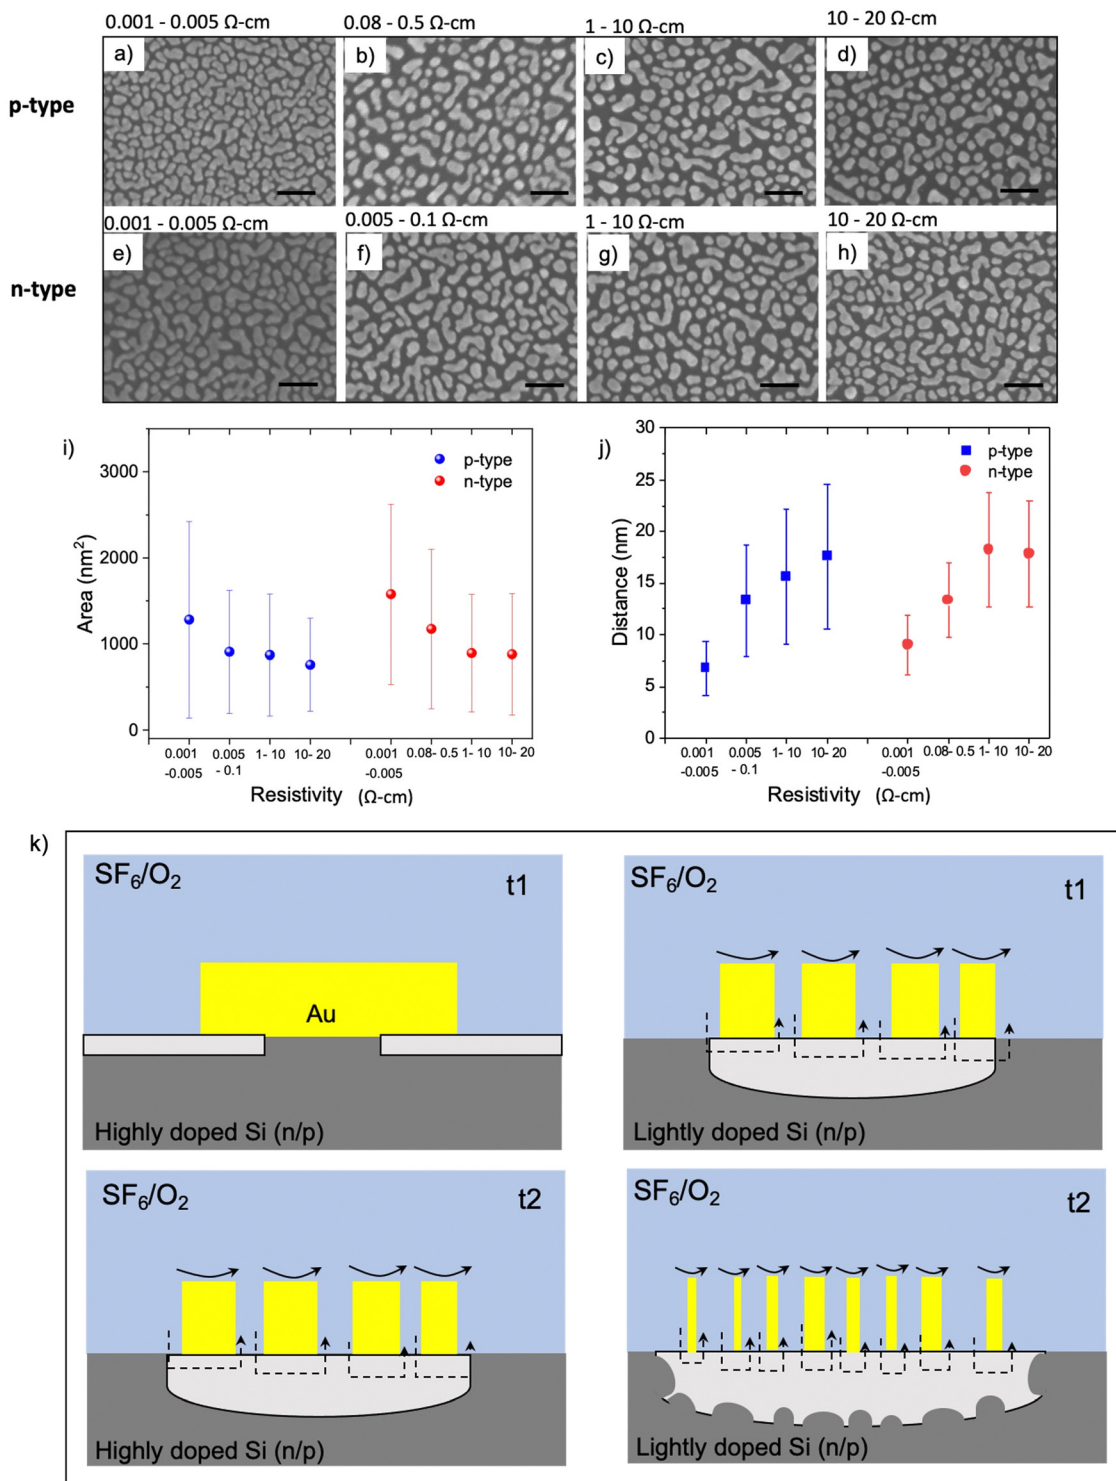 0.001 - 0.005 Ω-cm
0.08 - 0.5 Ω-cm
1 - 10 Ω-cm
10 - 20 Ω-cm
a)
b)
c)
d)
p-type
0.001 - 0.005 Ω-cm
0.005 - 0.1 Ω-cm
1 - 10 Ω-cm
10 - 20 Ω-cm
e)
f)
g)
h)
n-type
i)
3000
2000
1000
0
Area (nm²)
p-type
n-type
0.001
-0.005
0.005
- 0.1
1- 10
10- 20
0.001
-0.005
0.08- 0.5
1- 10
10- 20
Resistivity (Ω-cm)
j)
30
25
20
15
10
5
0
Distance (nm)
p-type
n-type
0.001
-0.005
0.005
- 0.1
1- 10
10- 20
0.001
-0.005
0.08- 0.5
1- 10
10- 20
Resistivity (Ω-cm)
k)
SF₆/O₂
t1
Au
Highly doped Si (n/p)
SF₆/O₂
t1
Lightly doped Si (n/p)
SF₆/O₂
t2
Highly doped Si (n/p)
SF₆/O₂
t2
Lightly doped Si (n/p)